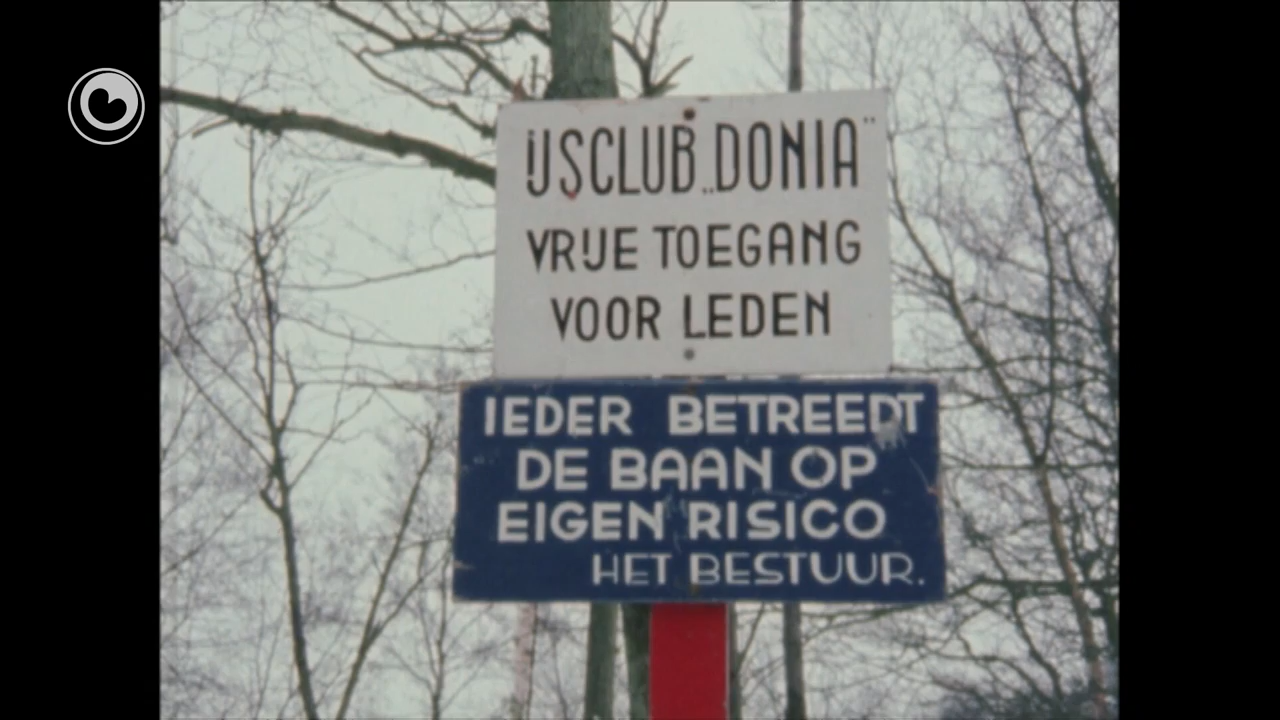 IJSCLUB „DONIA”
VRIJE TOEGANG
VOOR LEDEN
IEDER BETREEDT
DE BAAN OP
EIGEN RISICO
HET BESTUUR.